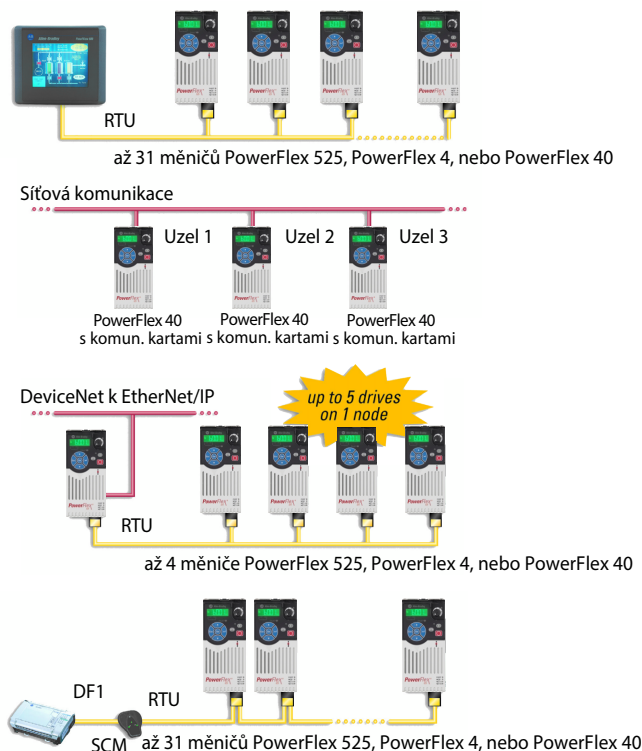 RTU
až 31 měničů PowerFlex 525, PowerFlex 4, nebo PowerFlex 40
Síťová komunikace
Uzel 1 Uzel 2 Uzel 3
PowerFlex 40 PowerFlex 40 PowerFlex 40
s komun. kartami s komun. kartami s komun. kartami
DeviceNet k EtherNet/IP
up to 5 drives
on 1 node
RTU
až 4 měniče PowerFlex 525, PowerFlex 4, nebo PowerFlex 40
DF1 RTU
SCM až 31 měničů PowerFlex 525, PowerFlex 4, nebo PowerFlex 40